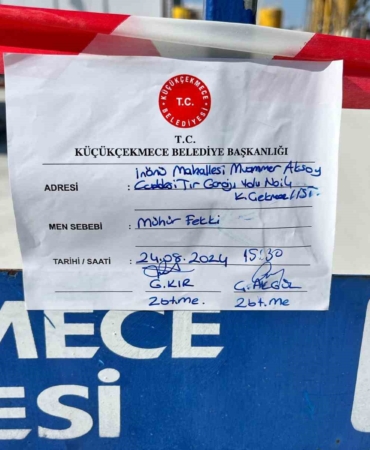 KÜÇÜKÇEKMECE
T.C.
BELEDİYESİ
T.C.
KÜÇÜKÇEKMECE BELEDİYE BAŞKANLIĞI
ADRESİ : İnönü Mahallesi Muammer Aksoy
Caddesi Tır Garajı Yolu No:4
K.Çekmece / İST.
MEN SEBEBİ : Mühür Fekki
TARİHİ / SAATİ : 24.08.2024 15:30
G.KIR
Zbt.me.
Zbt.me
MECE
ESİ